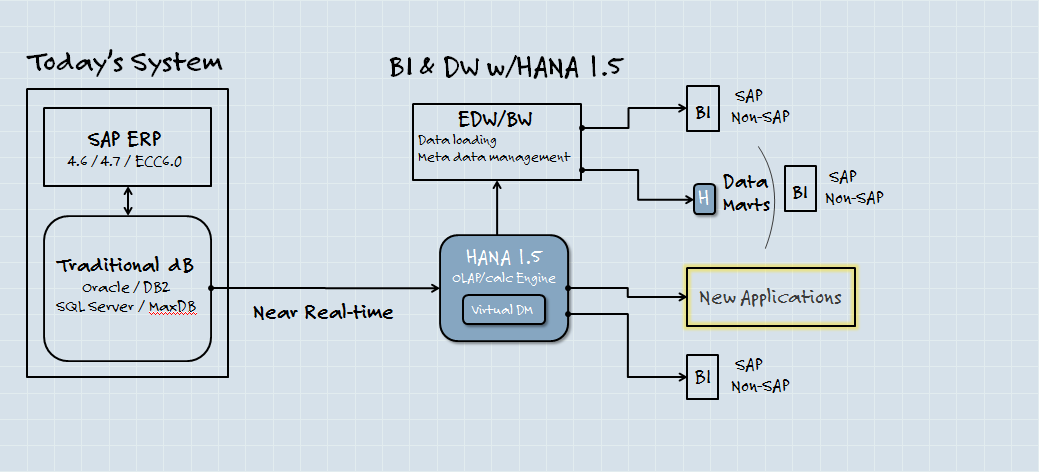 Today's System
SAP ERP
4.6 / 4.7 / ECC6.0
Traditional dB
Oracle / DB2
SQL Server / MaxDB
Near Real-time
BI & DW w/HANA 1.5
EDW/BW
Data loading
Meta data management
HANA 1.5
OLAP/calc Engine
Virtual DM
BI
SAP
Non-SAP
H
Data
Marts
BI
SAP
Non-SAP
New Applications
BI
SAP
Non-SAP